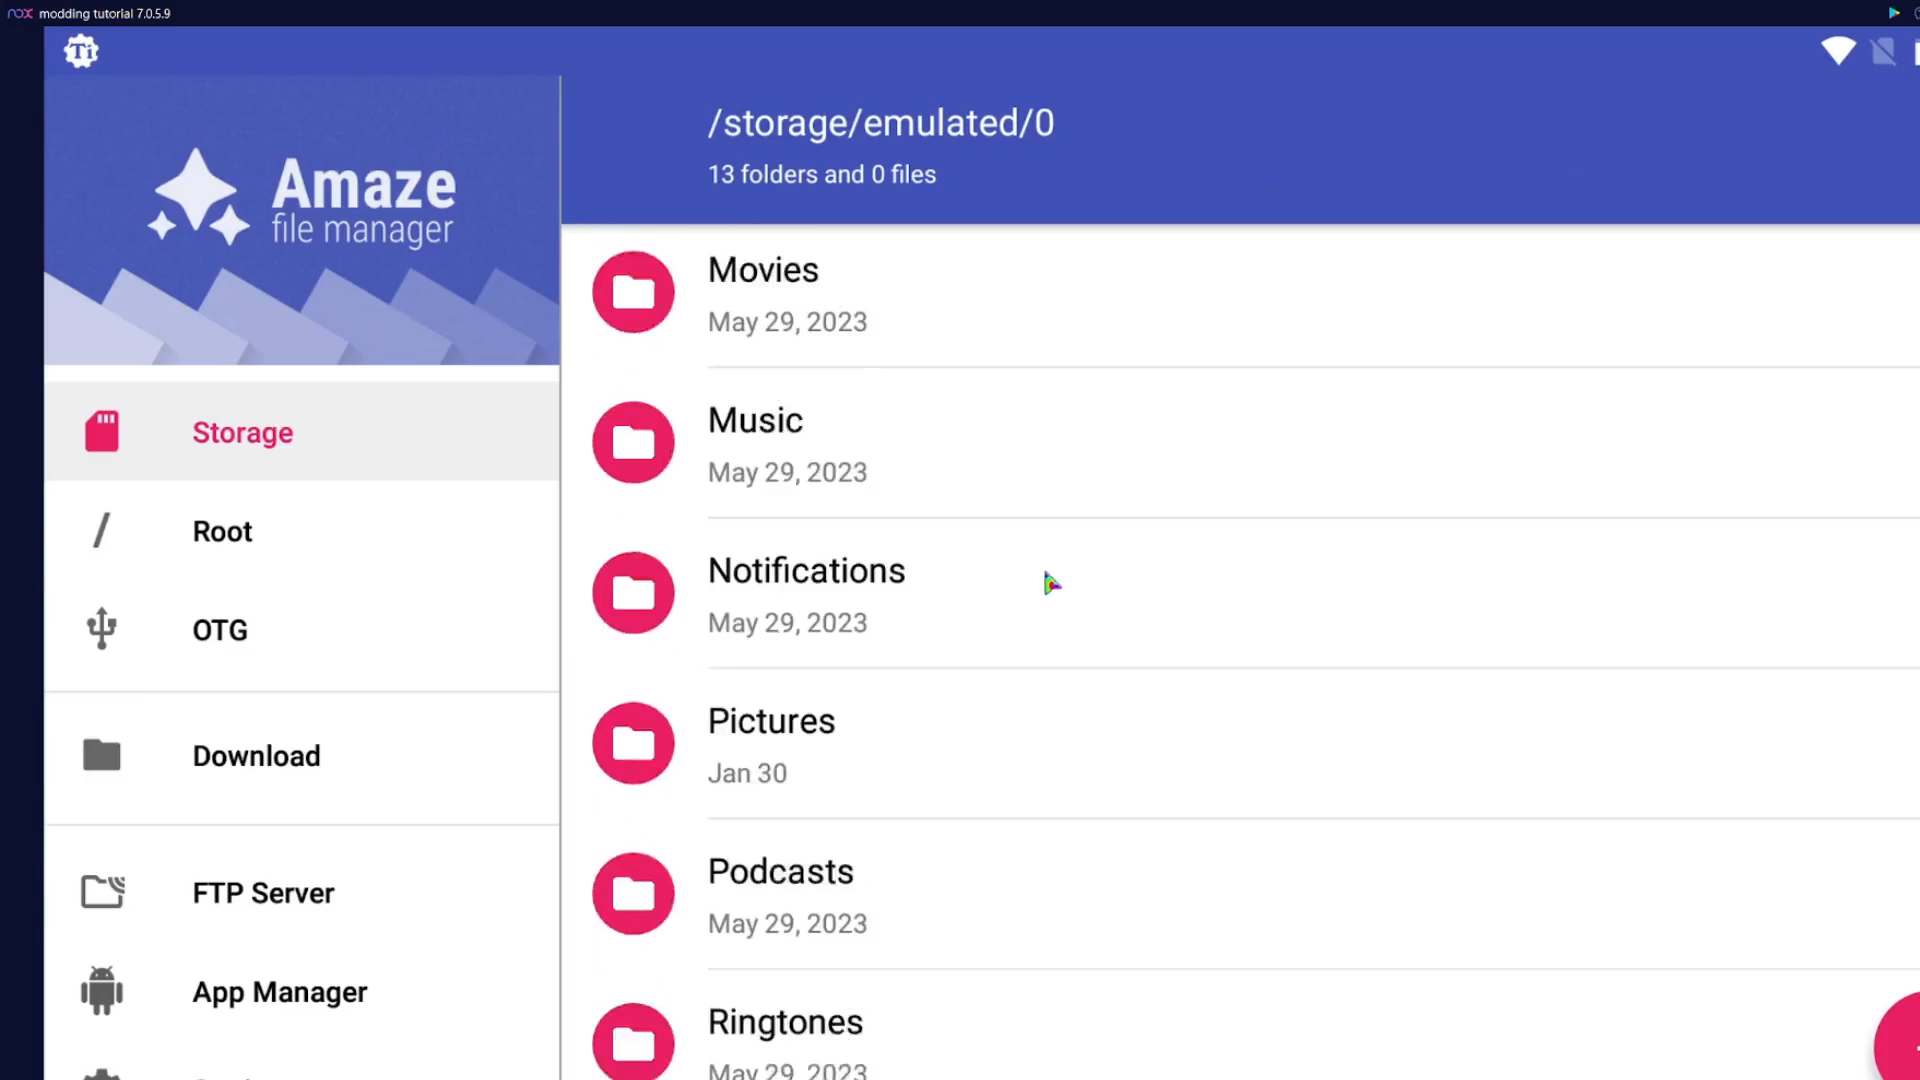 nox modding tutorial 7.0.5.9
Ti
Amaze
file manager
/storage/emulated/0
13 folders and 0 files
Storage
Root
OTG
Download
FTP Server
App Manager
Movies
May 29, 2023
Music
May 29, 2023
Notifications
May 29, 2023
Pictures
Jan 30
Podcasts
May 29, 2023
Ringtones
May 29, 2023